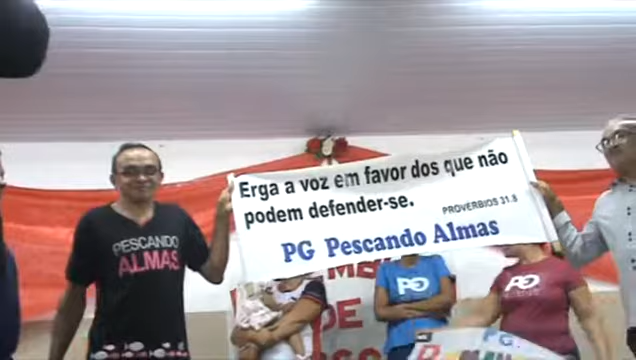 Erga a voz em favor dos que não
podem defender-se.
PROVÉRBIOS 31.8
PG Pescando Almas
PESCANDO
ALMAS
PG
PG
DE